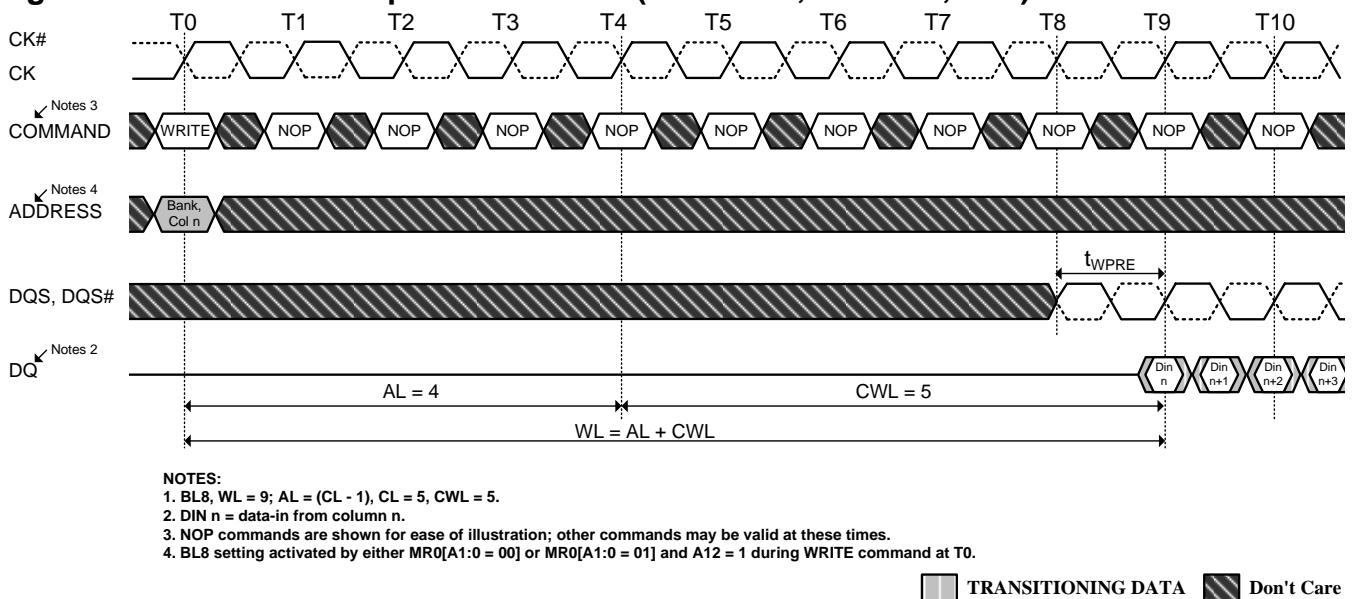 T0 T1 T2 T3 T4 T5 T6 T7 T8 T9 T10
CK#
CK
Notes 3
COMMAND WRITE NOP NOP NOP NOP NOP NOP NOP NOP NOP NOP
Notes 4
ADDRESS Bank, Col n
tWPRE
DQS, DQS#
Notes 2
DQ Din n Din n+1 Din n+2 Din n+3
AL = 4 CWL = 5
WL = AL + CWL
NOTES:
1. BL8, WL = 9; AL = (CL - 1), CL = 5, CWL = 5.
2. DIN n = data-in from column n.
3. NOP commands are shown for ease of illustration; other commands may be valid at these times.
4. BL8 setting activated by either MR0[A1:0 = 00] or MR0[A1:0 = 01] and A12 = 1 during WRITE command at T0.
TRANSITIONING DATA Don't Care